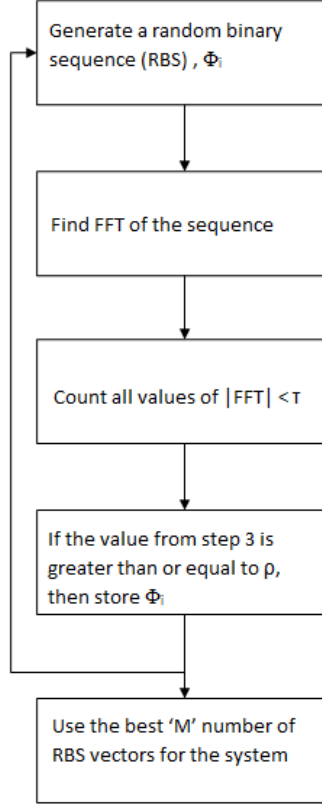 Generate a random binary
sequence (RBS) , Φᵢ
Find FFT of the sequence
Count all values of |FFT| < τ
If the value from step 3 is
greater than or equal to ρ,
then store Φᵢ
Use the best ‘M’ number of
RBS vectors for the system